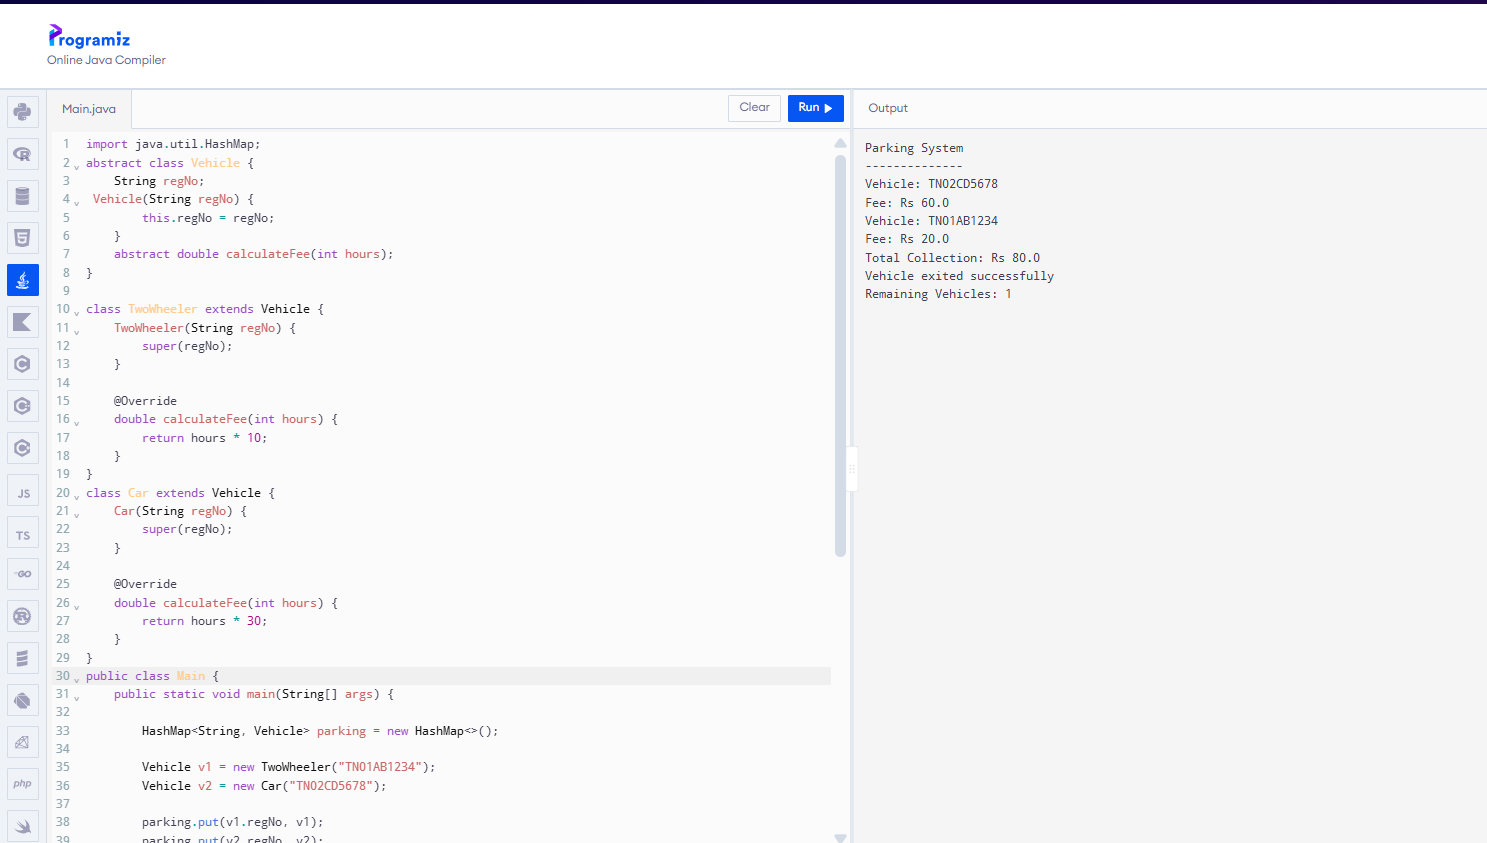 Programiz
Online Java Compiler
Main.java
Clear
Run
Output
1 import java.util.HashMap;
2 abstract class Vehicle {
3     String regNo;
4  Vehicle(String regNo) {
5         this.regNo = regNo;
6     }
7     abstract double calculateFee(int hours);
8 }
9
10 class TwoWheeler extends Vehicle {
11     TwoWheeler(String regNo) {
12         super(regNo);
13     }
14
15     @Override
16     double calculateFee(int hours) {
17         return hours * 10;
18     }
19 }
20 class Car extends Vehicle {
21     Car(String regNo) {
22         super(regNo);
23     }
24
25     @Override
26     double calculateFee(int hours) {
27         return hours * 30;
28     }
29 }
30 public class Main {
31     public static void main(String[] args) {
32
33         HashMap<String, Vehicle> parking = new HashMap<>();
34
35         Vehicle v1 = new TwoWheeler("TN01AB1234");
36         Vehicle v2 = new Car("TN02CD5678");
37
38         parking.put(v1.regNo, v1);
39         parking.put(v2.regNo, v2);
Parking System
--------------
Vehicle: TN02CD5678
Fee: Rs 60.0
Vehicle: TN01AB1234
Fee: Rs 20.0
Total Collection: Rs 80.0
Vehicle exited successfully
Remaining Vehicles: 1
JS
TS
GO
php